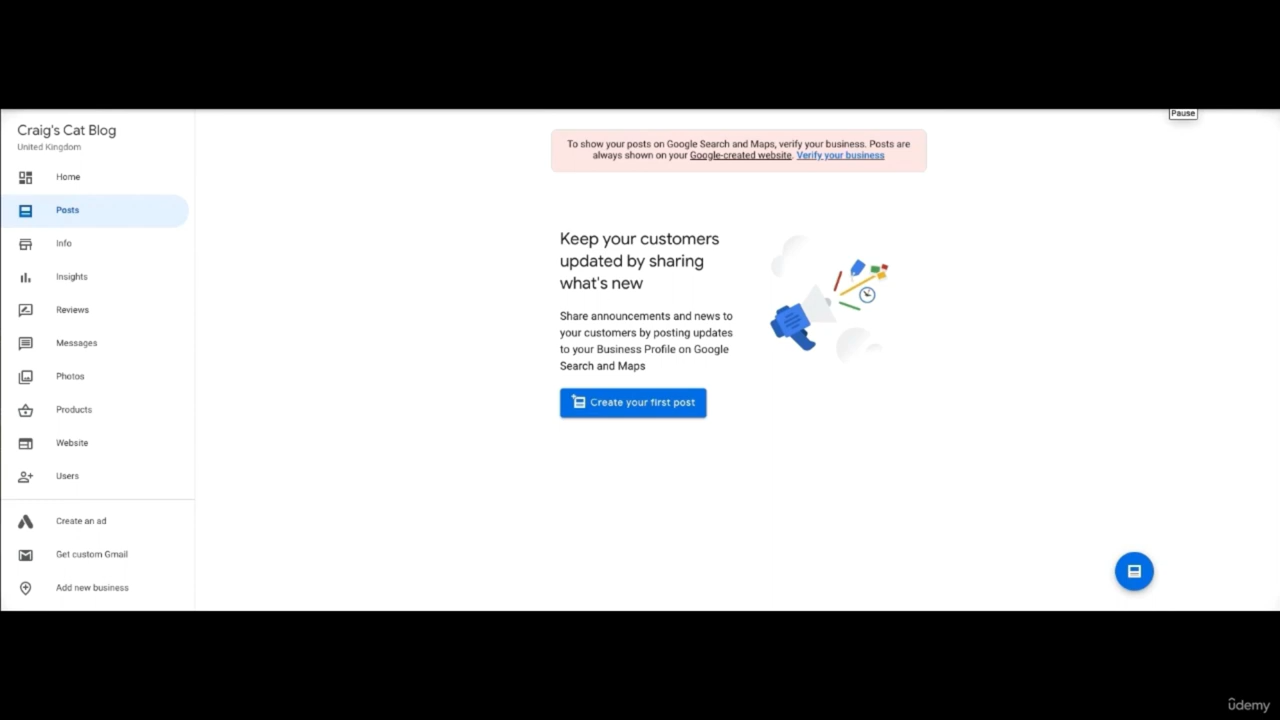 Craig's Cat Blog
United Kingdom
Home
Posts
Info
Insights
Reviews
Messages
Photos
Products
Website
Users
Create an ad
Get custom Gmail
Add new business
Pause
To show your posts on Google Search and Maps, verify your business. Posts are
always shown on your Google-created website. Verify your business
Keep your customers
updated by sharing
what's new
Share announcements and news to
your customers by posting updates
to your Business Profile on Google
Search and Maps
Create your first post
ûdemy